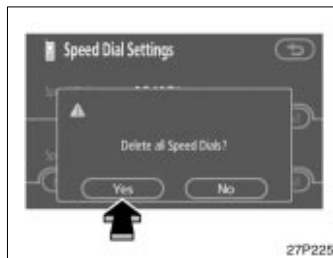 Speed Dial Settings
Delete all Speed Dials?
Yes
No
27P225